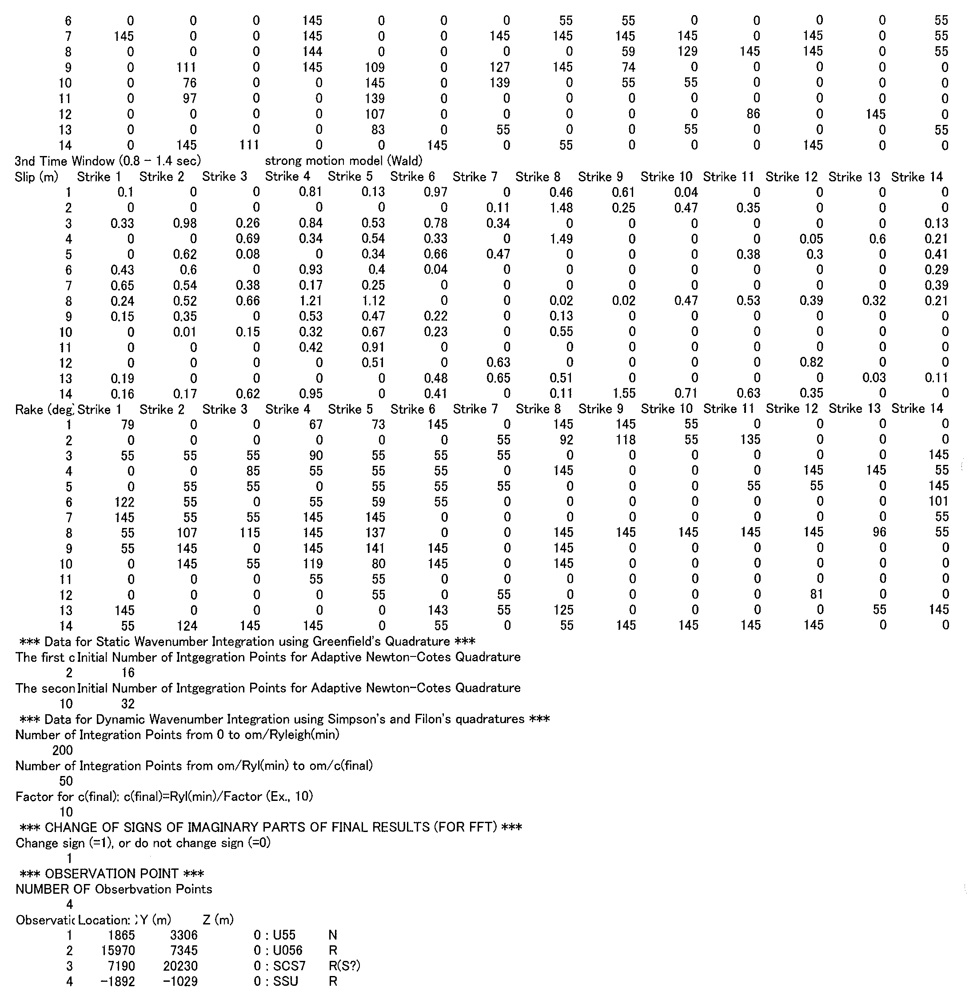 6 0 0 0 145 0 0 0 55 55 0 0 0 0 55
7 145 0 0 145 0 0 145 145 145 145 0 145 0 55
8 0 0 0 144 0 0 0 0 59 129 145 145 0 55
9 0 111 0 145 109 0 127 145 74 0 0 0 0 0
10 0 76 0 0 145 0 139 0 55 55 0 0 0 0
11 0 97 0 0 139 0 0 0 0 0 0 0 0 0
12 0 0 0 0 107 0 0 0 0 0 86 0 145 0
13 0 0 0 0 83 0 55 0 0 55 0 0 0 55
14 0 145 111 0 0 145 0 55 0 0 0 145 0 0
3nd Time Window (0.8 - 1.4 sec) strong motion model (Wald)
Slip (m) Strike 1 Strike 2 Strike 3 Strike 4 Strike 5 Strike 6 Strike 7 Strike 8 Strike 9 Strike 10 Strike 11 Strike 12 Strike 13 Strike 14
1 0.1 0 0 0.81 0.13 0.97 0 0.46 0.61 0.04 0 0 0 0
2 0 0 0 0 0 0 0.11 1.48 0.25 0.47 0.35 0 0 0
3 0.33 0.98 0.26 0.84 0.53 0.78 0.34 0 0 0 0 0 0 0.13
4 0 0 0.69 0.34 0.54 0.33 0 1.49 0 0 0 0.05 0.6 0.21
5 0 0.62 0.08 0 0.34 0.66 0.47 0 0 0 0.38 0.3 0 0.41
6 0.43 0.6 0 0.93 0.4 0.04 0 0 0 0 0 0 0 0.29
7 0.65 0.54 0.38 0.17 0.25 0 0 0 0 0 0 0 0 0.39
8 0.24 0.52 0.66 1.21 1.12 0 0 0.02 0.02 0.47 0.53 0.39 0.32 0.21
9 0.15 0.35 0 0.53 0.47 0.22 0 0.13 0 0 0 0 0 0
10 0 0.01 0.15 0.32 0.67 0.23 0 0.55 0 0 0 0 0 0
11 0 0 0 0.42 0.91 0 0 0 0 0 0 0 0 0
12 0 0 0 0 0.51 0 0.63 0 0 0 0 0.82 0 0
13 0.19 0 0 0 0 0.48 0.65 0.51 0 0 0 0 0.03 0.11
14 0.16 0.17 0.62 0.95 0 0.41 0 0.11 1.55 0.71 0.63 0.35 0 0
Rake (deg) Strike 1 Strike 2 Strike 3 Strike 4 Strike 5 Strike 6 Strike 7 Strike 8 Strike 9 Strike 10 Strike 11 Strike 12 Strike 13 Strike 14
1 79 0 0 67 73 145 0 145 145 55 0 0 0 0
2 0 0 0 0 0 0 55 92 118 55 135 0 0 0
3 55 55 55 90 55 55 55 0 0 0 0 0 0 145
4 0 0 85 55 55 55 0 145 0 0 0 145 145 55
5 0 55 55 0 55 55 55 0 0 0 55 55 0 145
6 122 55 0 55 59 55 0 0 0 0 0 0 0 101
7 145 55 55 145 145 0 0 0 0 0 0 0 0 55
8 55 107 115 145 137 0 0 145 145 145 145 145 96 55
9 55 145 0 145 141 145 0 145 0 0 0 0 0 0
10 0 145 55 119 80 145 0 145 0 0 0 0 0 0
11 0 0 0 55 55 0 0 0 0 0 0 0 0 0
12 0 0 0 0 55 0 55 0 0 0 0 81 0 0
13 145 0 0 0 0 143 55 125 0 0 0 0 55 145
14 55 124 145 145 0 55 0 55 145 145 145 145 0 0
*** Data for Static Wavenumber Integration using Greenfield's Quadrature ***
The first c Initial Number of Intgegration Points for Adaptive Newton-Cotes Quadrature
2 16
The secon Initial Number of Intgegration Points for Adaptive Newton-Cotes Quadrature
10 32
*** Data for Dynamic Wavenumber Integration using Simpson's and Filon's quadratures ***
Number of Integration Points from 0 to om/Ryleigh(min)
200
Number of Integration Points from om/Ryl(min) to om/c(final)
50
Factor for c(final): c(final)=Ryl(min)/Factor (Ex., 10)
10
*** CHANGE OF SIGNS OF IMAGINARY PARTS OF FINAL RESULTS (FOR FFT) ***
Change sign (=1), or do not change sign (=0)
1
*** OBSERVATION POINT ***
NUMBER OF Obserbvation Points
4
Observatic Location: Y (m) Z (m)
1 1865 3306 0 : U55 N
2 15970 7345 0 : U056 R
3 7190 20230 0 : SCS7 R(S?)
4 -1892 -1029 0 : SSU R